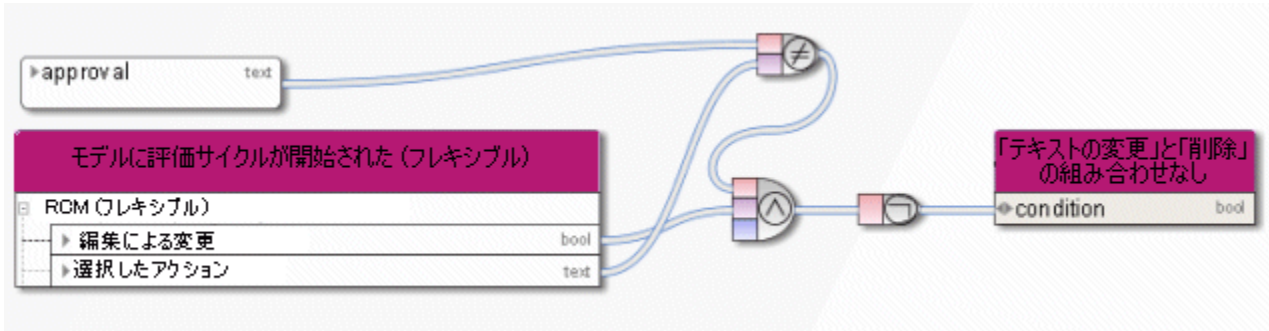 approval text
モデルに評価サイクルが開始された (フレキシブル)
RCM (フレキシブル)
編集による変更 bool
選択したアクション text
≠
∧
¬
「テキストの変更」と「削除」
の組み合わせなし
condition bool